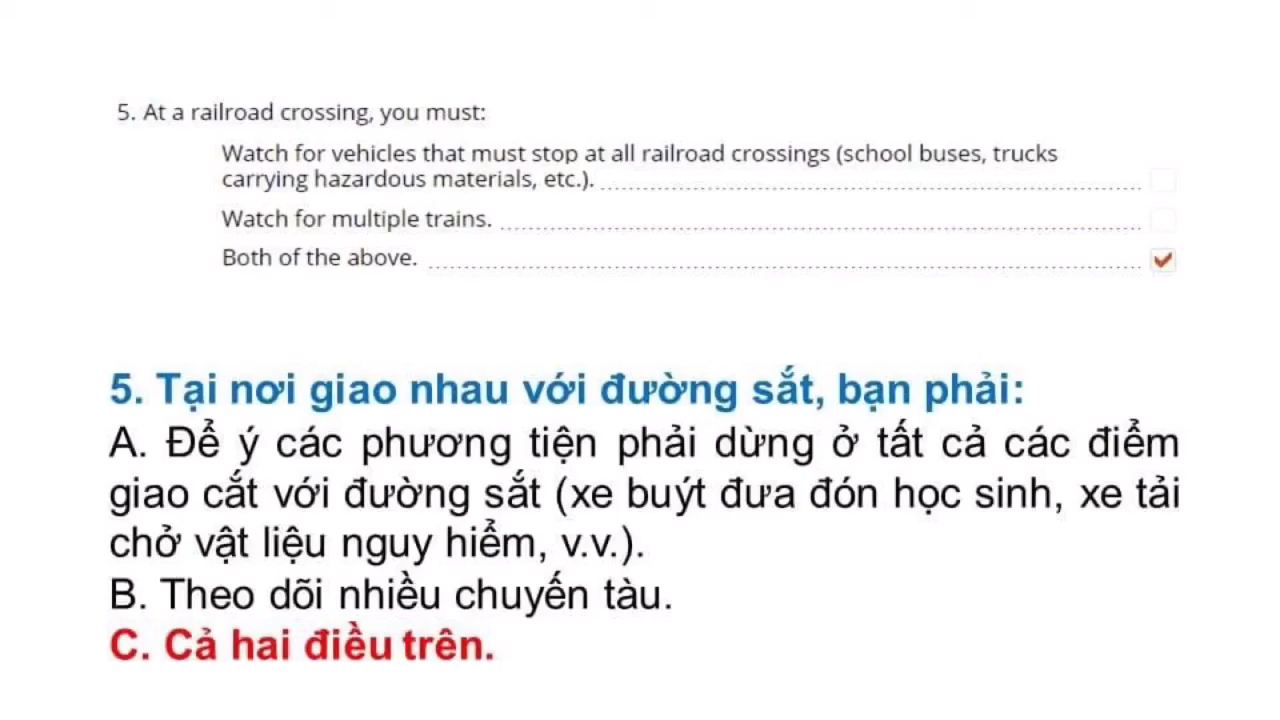 5. At a railroad crossing, you must:
Watch for vehicles that must stop at all railroad crossings (school buses, trucks
carrying hazardous materials, etc.).
Watch for multiple trains.
Both of the above.
5. Tại nơi giao nhau với đường sắt, bạn phải:
A. Để ý các phương tiện phải dừng ở tất cả các điểm
giao cắt với đường sắt (xe buýt đưa đón học sinh, xe tải
chở vật liệu nguy hiểm, v.v.).
B. Theo dõi nhiều chuyến tàu.
C. Cả hai điều trên.